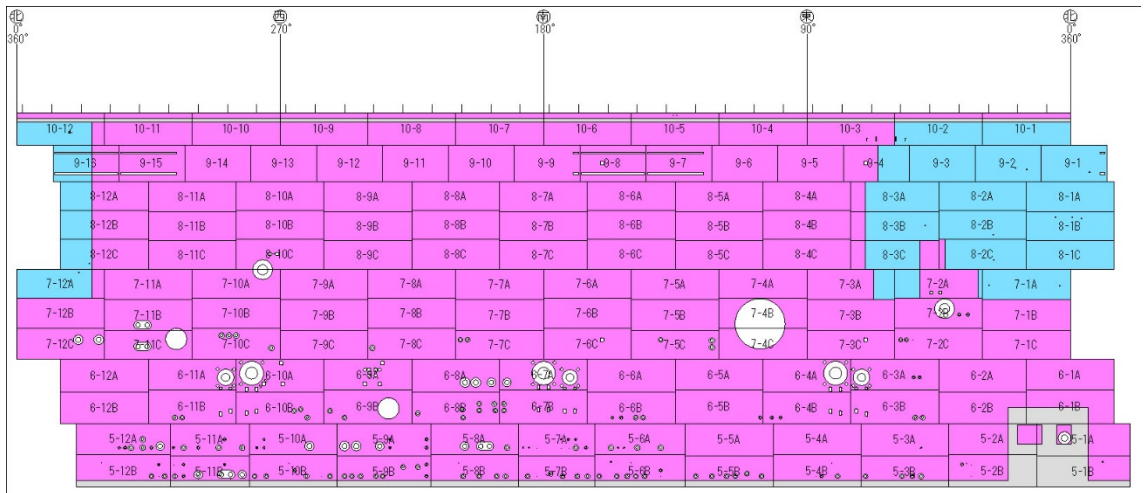 北 西 南 東 北
0° 270° 180° 90° 0°
360° 360°
10-12 10-11 10-10 10-9 10-8 10-7 10-6 10-5 10-4 10-3 10-2 10-1
9-16 9-15 9-14 9-13 9-12 9-11 9-10 9-9 9-8 9-7 9-6 9-5 9-4 9-3 9-2 9-1
8-12A 8-11A 8-10A 8-9A 8-8A 8-7A 8-6A 8-5A 8-4A 8-3A 8-2A 8-1A
8-12B 8-11B 8-10B 8-9B 8-8B 8-7B 8-6B 8-5B 8-4B 8-3B 8-2B 8-1B
8-12C 8-11C 8-10C 8-9C 8-8C 8-7C 8-6C 8-5C 8-4C 8-3C 8-2C 8-1C
7-12A 7-11A 7-10A 7-9A 7-8A 7-7A 7-6A 7-5A 7-4A 7-3A 7-2A 7-1A
7-12B 7-11B 7-10B 7-9B 7-8B 7-7B 7-6B 7-5B 7-4B 7-3B 7-2B 7-1B
7-12C 7-11C 7-10C 7-9C 7-8C 7-7C 7-6C 7-5C 7-4C 7-3C 7-2C 7-1C
6-12A 6-11A 6-10A 6-9A 6-8A 6-7A 6-6A 6-5A 6-4A 6-3A 6-2A 6-1A
6-12B 6-11B 6-10B 6-9B 6-8B 6-7B 6-6B 6-5B 6-4B 6-3B 6-2B 6-1B
5-12A 5-11A 5-10A 5-9A 5-8A 5-7A 5-6A 5-5A 5-4A 5-3A 5-2A 5-1A
5-12B 5-11B 5-10B 5-9B 5-8B 5-7B 5-6B 5-5B 5-4B 5-3B 5-2B 5-1B